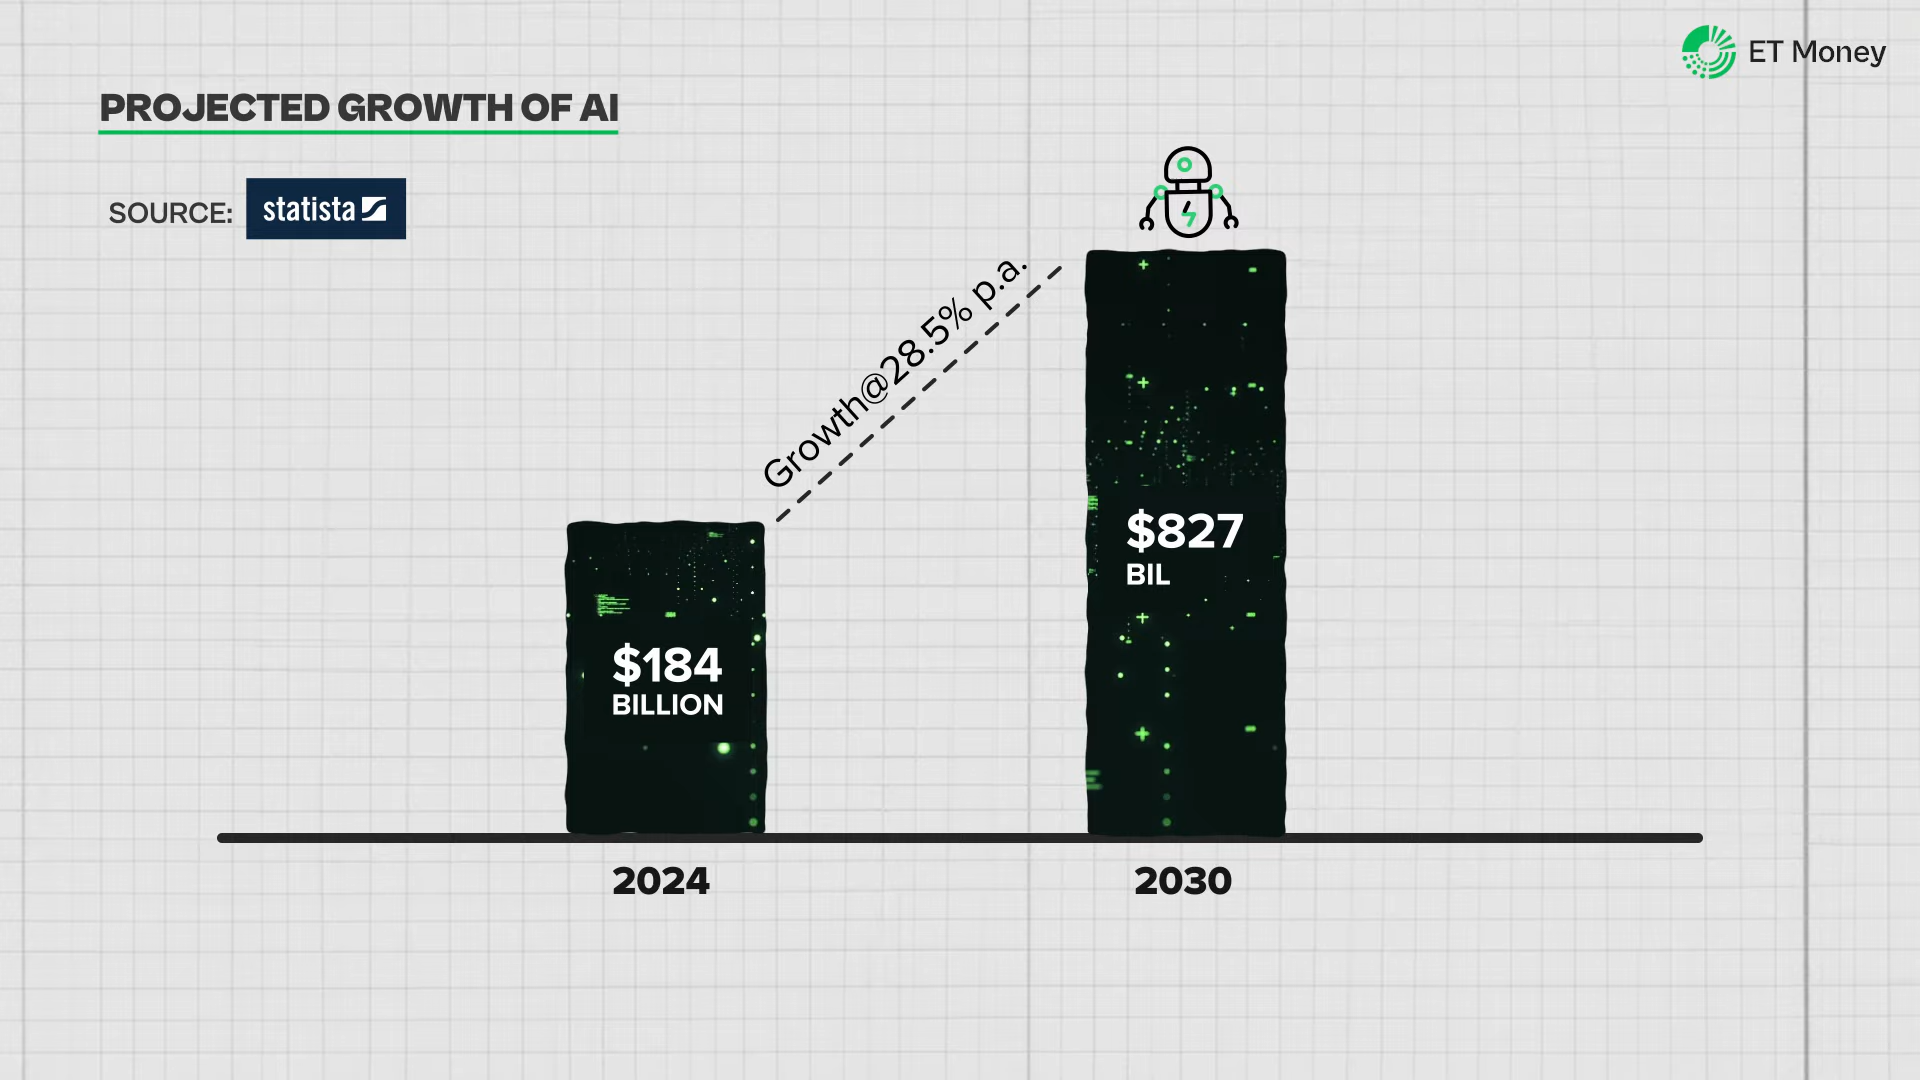 ET Money
PROJECTED GROWTH OF AI
SOURCE: statista
Growth@28.5% p.a.
$184
BILLION
$827
BIL
2024
2030